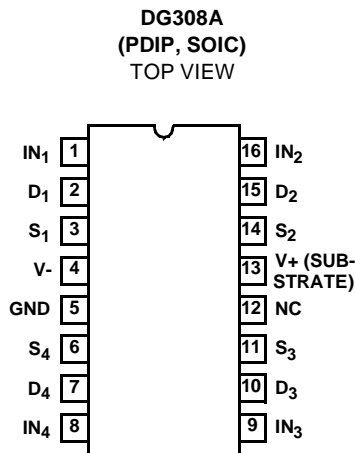 DG308A
(PDIP, SOIC)
TOP VIEW
IN1 1 16 IN2
D1 2 15 D2
S1 3 14 S2
V- 4 13 V+ (SUB-
STRATE)
GND 5 12 NC
S4 6 11 S3
D4 7 10 D3
IN4 8 9 IN3